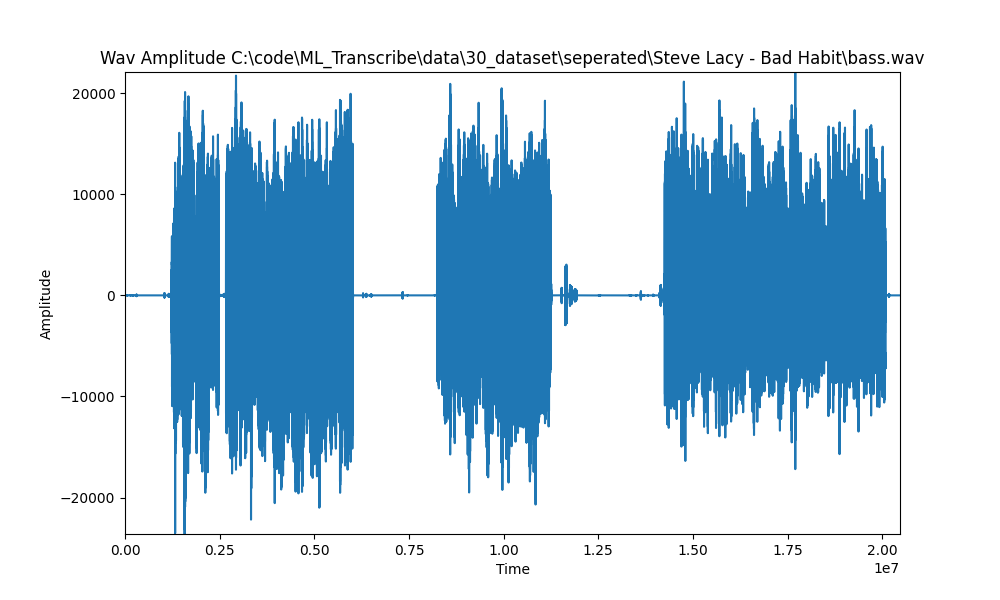 Wav Amplitude C:\code\ML_Transcribe\data\30_dataset\seperated\Steve Lacy - Bad Habit\bass.wav
20000
10000
0
−10000
−20000
Amplitude
0.00 0.25 0.50 0.75 1.00 1.25 1.50 1.75 2.00
1e7
Time